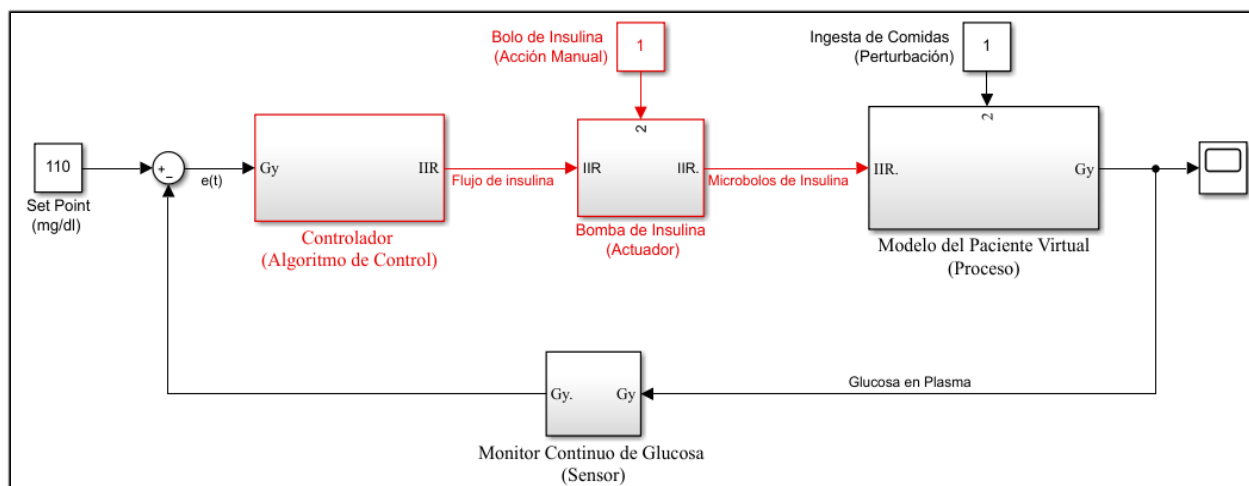 Bolo de Insulina
(Acción Manual)
1
Ingesta de Comidas
(Perturbación)
1
2
2
110
Set Point
(mg/dl)
+
−
e(t)
Gy
IIR
Controlador
(Algoritmo de Control)
Flujo de insulina
IIR
IIR.
Bomba de Insulina
(Actuador)
Microbolos de Insulina
IIR.
Gy
Modelo del Paciente Virtual
(Proceso)
Glucosa en Plasma
Gy.
Gy
Monitor Continuo de Glucosa
(Sensor)